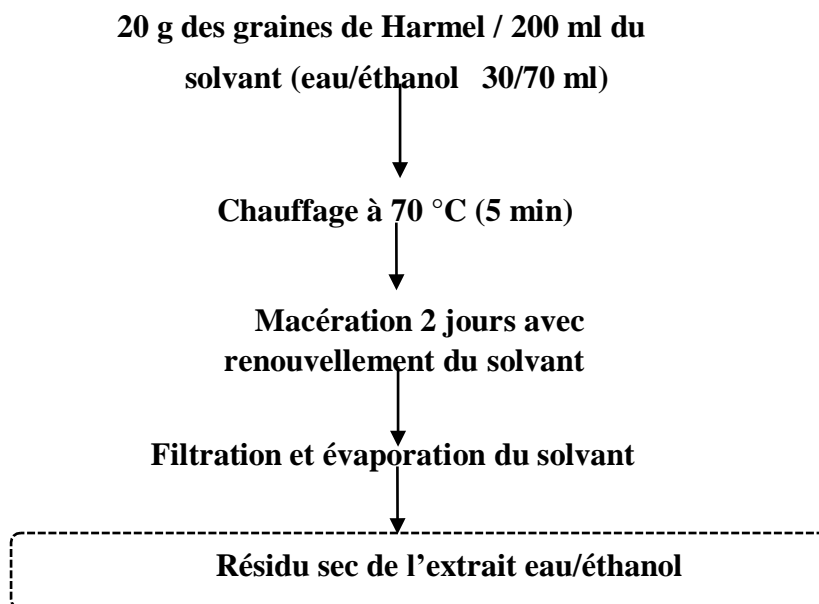 20 g des graines de Harmel / 200 ml du
solvant (eau/éthanol 30/70 ml)
Chauffage à 70 °C (5 min)
Macération 2 jours avec
renouvellement du solvant
Filtration et évaporation du solvant
Résidu sec de l’extrait eau/éthanol